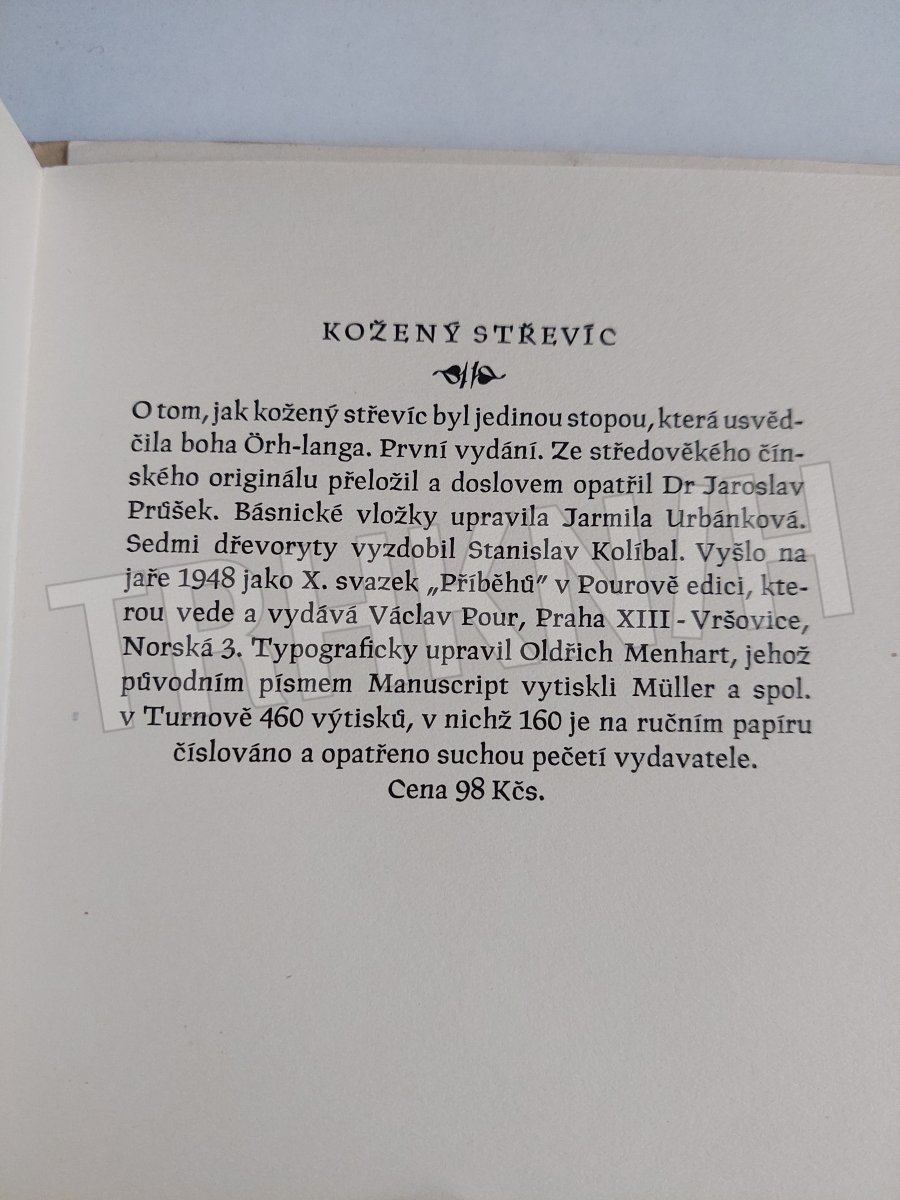 KOŽENÝ STŘEVÍC
O tom, jak kožený střevíc byl jedinou stopou, která usvěd-
čila boha Örh-langa. První vydání. Ze středověkého čín-
ského originálu přeložil a doslovem opatřil Dr Jaroslav
Průšek. Básnické vložky upravila Jarmila Urbánková.
Sedmi dřevoryty vyzdobil Stanislav Kolíbal. Vyšlo na
jaře 1948 jako X. svazek „Příběhů" v Pourově edici, kte-
rou vede a vydává Václav Pour, Praha XIII - Vršovice,
Norská 3. Typograficky upravil Oldřich Menhart, jehož
původním písmem Manuscript vytiskli Müller a spol.
v Turnově 460 výtisků, v nichž 160 je na ručním papíru
číslováno a opatřeno suchou pečetí vydavatele.
Cena 98 Kčs.
TRHKNIH